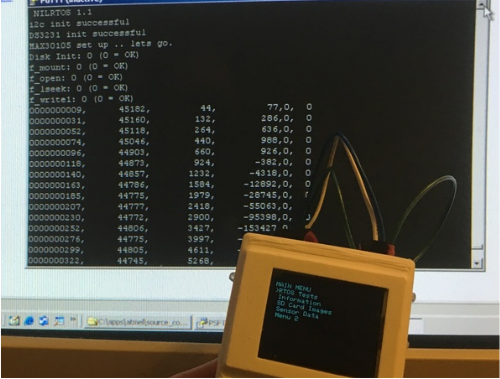 PuTTY (inactive)
NILRTOS 1.1
i2c init successful
DS3231 init successful
MAX30105 set up .. lets go.
Disk Init: 0 (0 = OK)
f_mount: 0 (0 = OK)
f_open: 0 (0 = OK)
f_lseek: 0 (0 = OK)
f_write1: 0 (0 = OK)
0000000009, 45182, 44, 77,0, 0
0000000031, 45160, 132, 286,0, 0
0000000052, 45118, 264, 636,0, 0
0000000074, 45046, 440, 988,0, 0
0000000096, 44903, 660, 926,0, 0
0000000118, 44873, 924, -382,0, 0
0000000140, 44857, 1232, -4318,0, 0
0000000163, 44786, 1584, -12892,0, 0
0000000185, 44775, 1979, -28745,0, 0
0000000207, 44777, 2418, -55063,0, 0
0000000230, 44772, 2900, -95398,0,
0000000252, 44806, 3427, -153427
0000000276, 44775, 3997,
0000000299, 44805, 4611,
0000000322, 44745, 5268,
MAIN MENU
JRTOS Tests
Information
SD Card Images
Sensor Data
Menu 2
C:\apps\atmel\source_co...